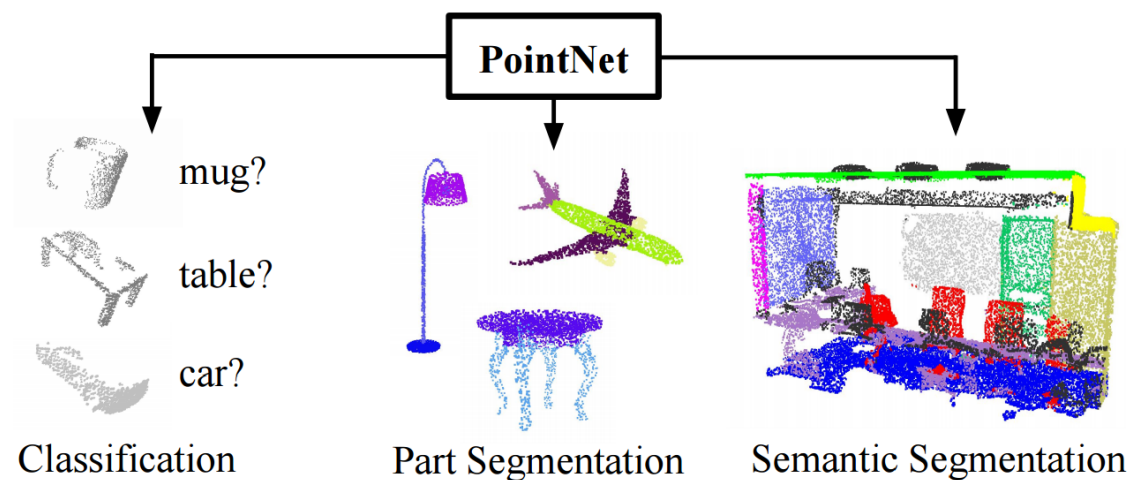 PointNet
mug?
table?
car?
Classification
Part Segmentation
Semantic Segmentation